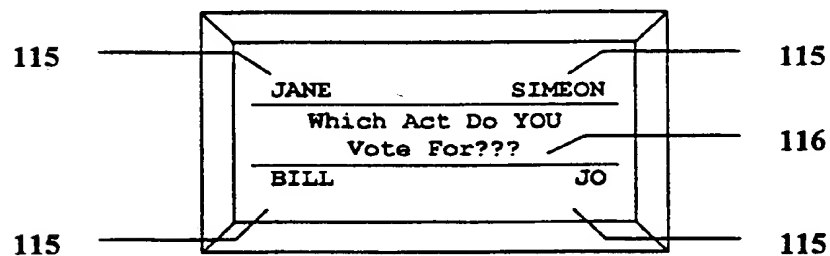 115 115
JANE SIMEON
Which Act Do YOU
Vote For???
116
BILL JO
115 115